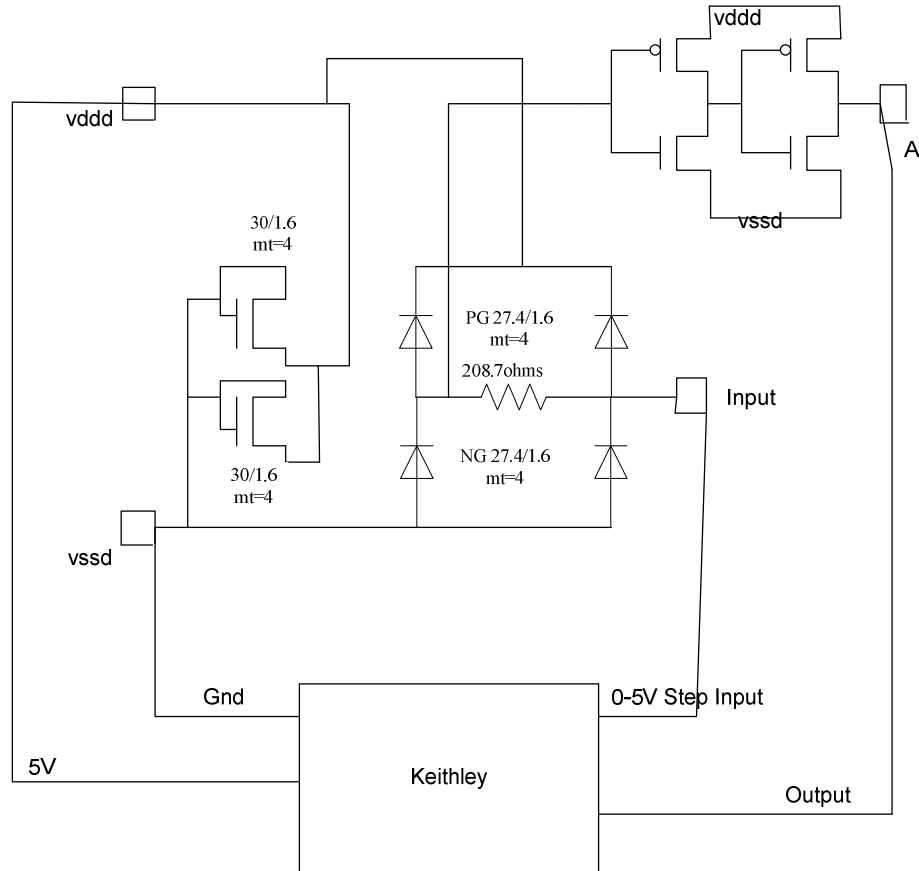 vddd
vddd
A
vssd
30/1.6
mt=4
PG 27.4/1.6
mt=4
208.7ohms
Input
NG 27.4/1.6
mt=4
30/1.6
mt=4
vssd
Gnd
0-5V Step Input
5V
Keithley
Output